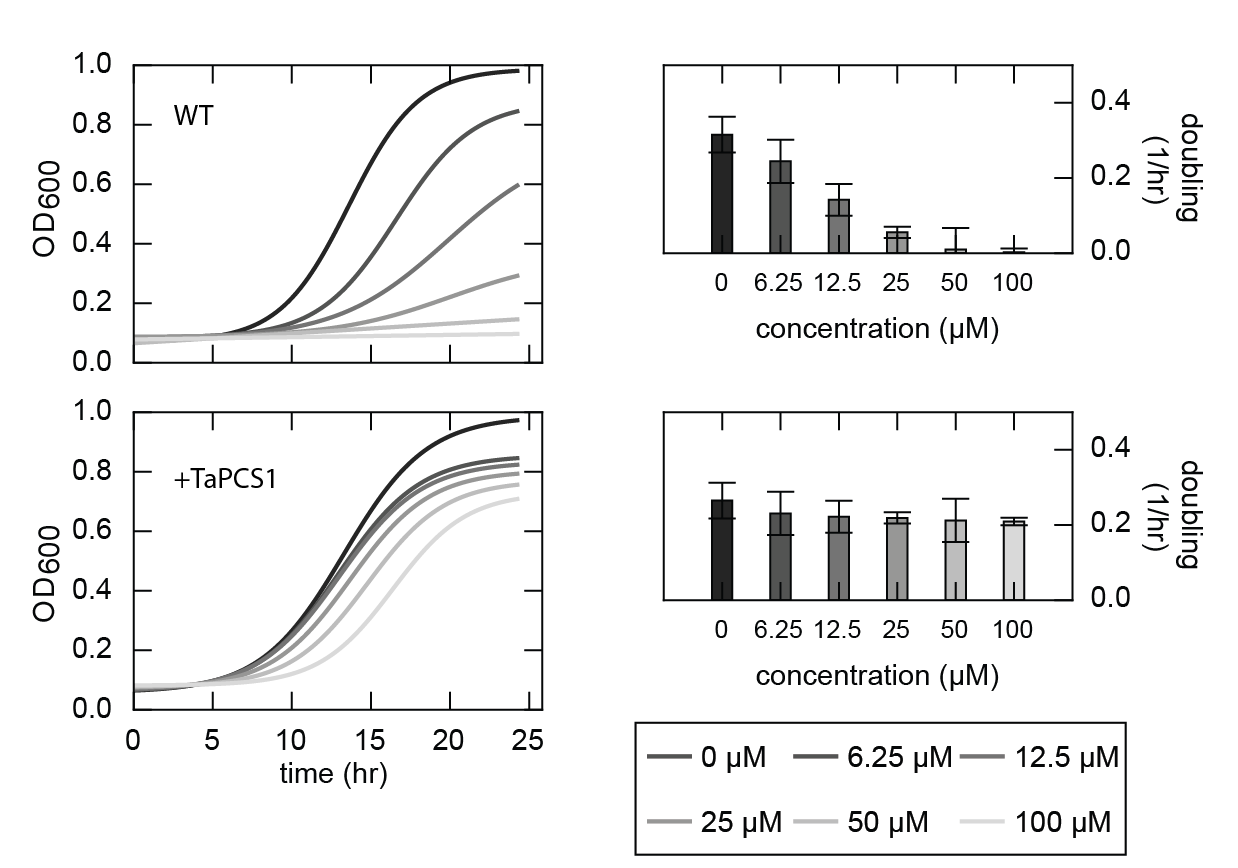 1.0
0.8
0.6
0.4
0.2
0.0
OD600
WT
0.4
0.2
0.0
doubling
(1/hr)
0 6.25 12.5 25 50 100
concentration (µM)
1.0
0.8
0.6
0.4
0.2
0.0
OD600
+TaPCS1
0 5 10 15 20 25
time (hr)
0.4
0.2
0.0
doubling
(1/hr)
0 6.25 12.5 25 50 100
concentration (µM)
0 µM 6.25 µM 12.5 µM
25 µM 50 µM 100 µM